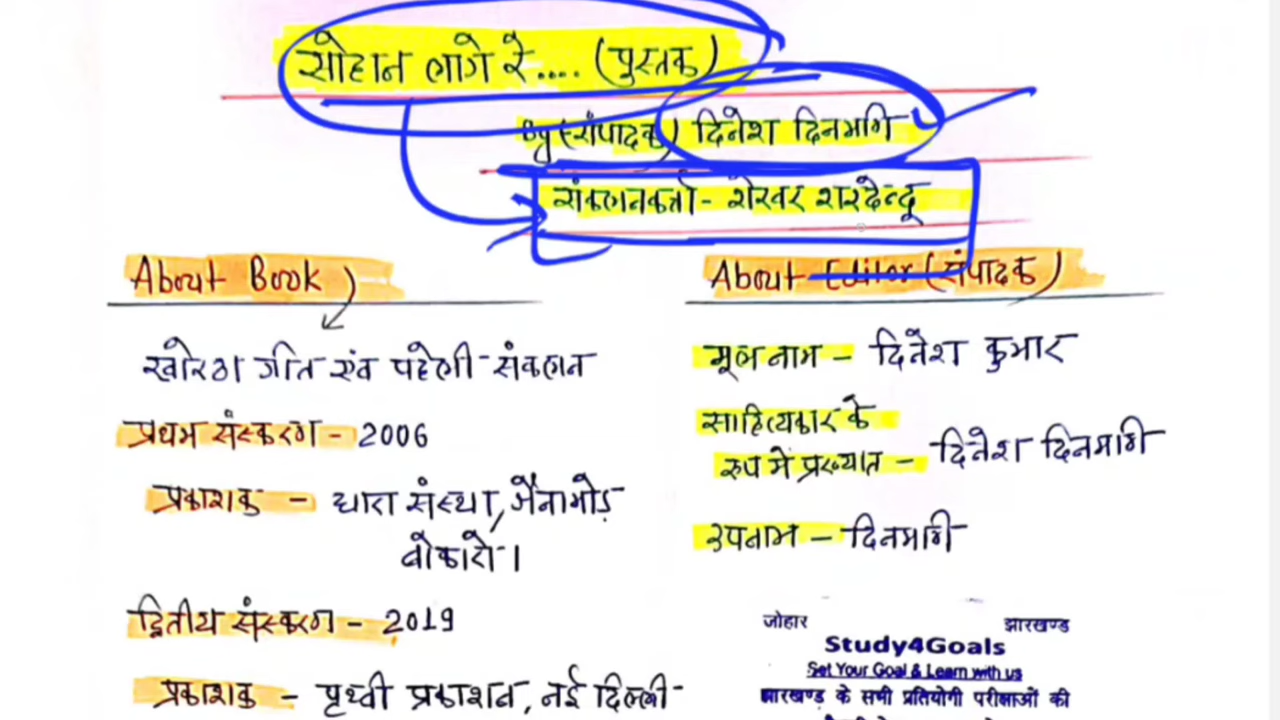 सोहान लागे रे.... (पुस्तक)
By (संपादक) दिनेश दिनमणि
संकलनकर्ता- शेखर शरदेन्दू
About Book
खोरठा गीत एंव पहेली-संकलन
प्रथम संस्करण - 2006
प्रकाशक - धारा संस्था, जैनामोड़
बोकारो।
द्वितीय संस्करण - 2019
प्रकाशक - पृथ्वी प्रकाशन, नई दिल्ली-
About Editor (संपादक)
मूल नाम - दिनेश कुमार
साहित्यकार के
रुप में प्रख्यात - दिनेश दिनमणि
उपनाम - दिनमणि
जोहार झारखण्ड
Study4Goals
Set Your Goal & Learn with us
झारखण्ड के सभी प्रतियोगी परीक्षाओं की